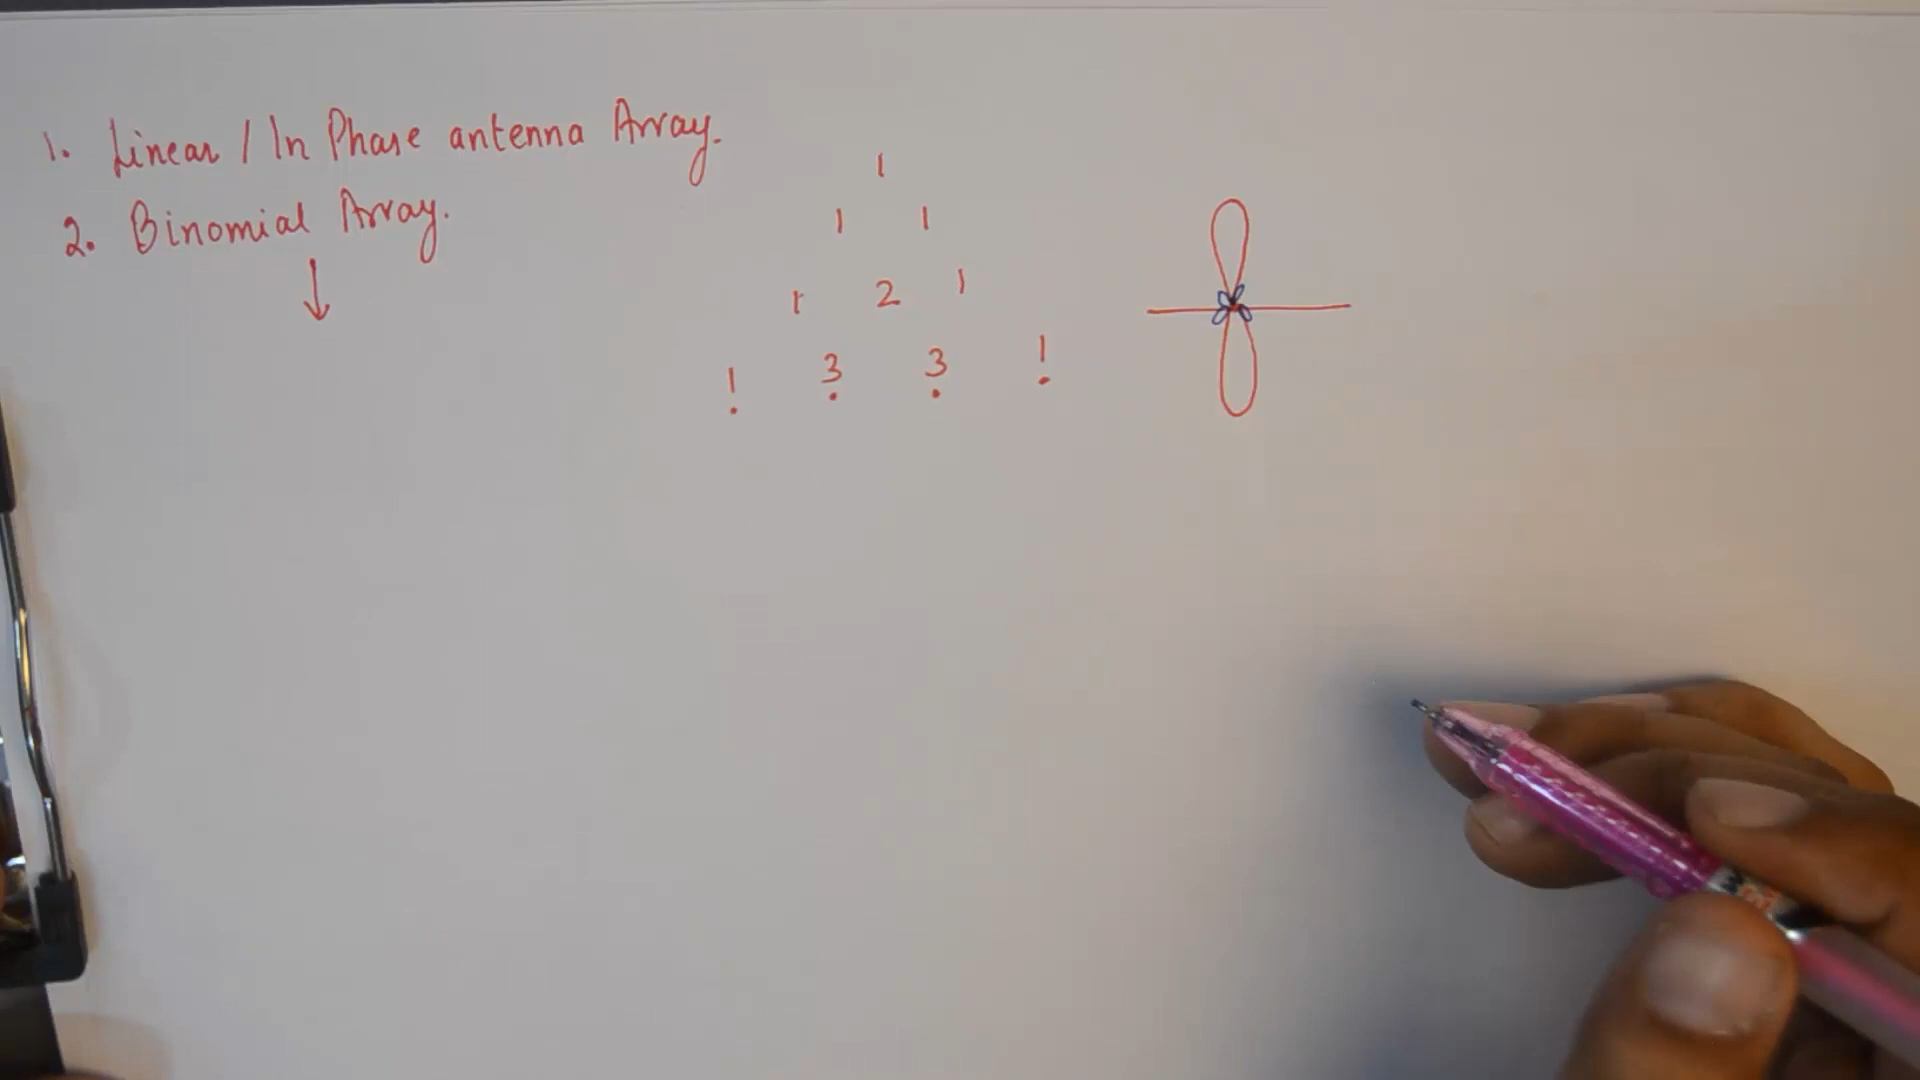 1. Linear / In Phase antenna Array.
2. Binomial Array.
1
1 1
1 2 1
1 3 3 1